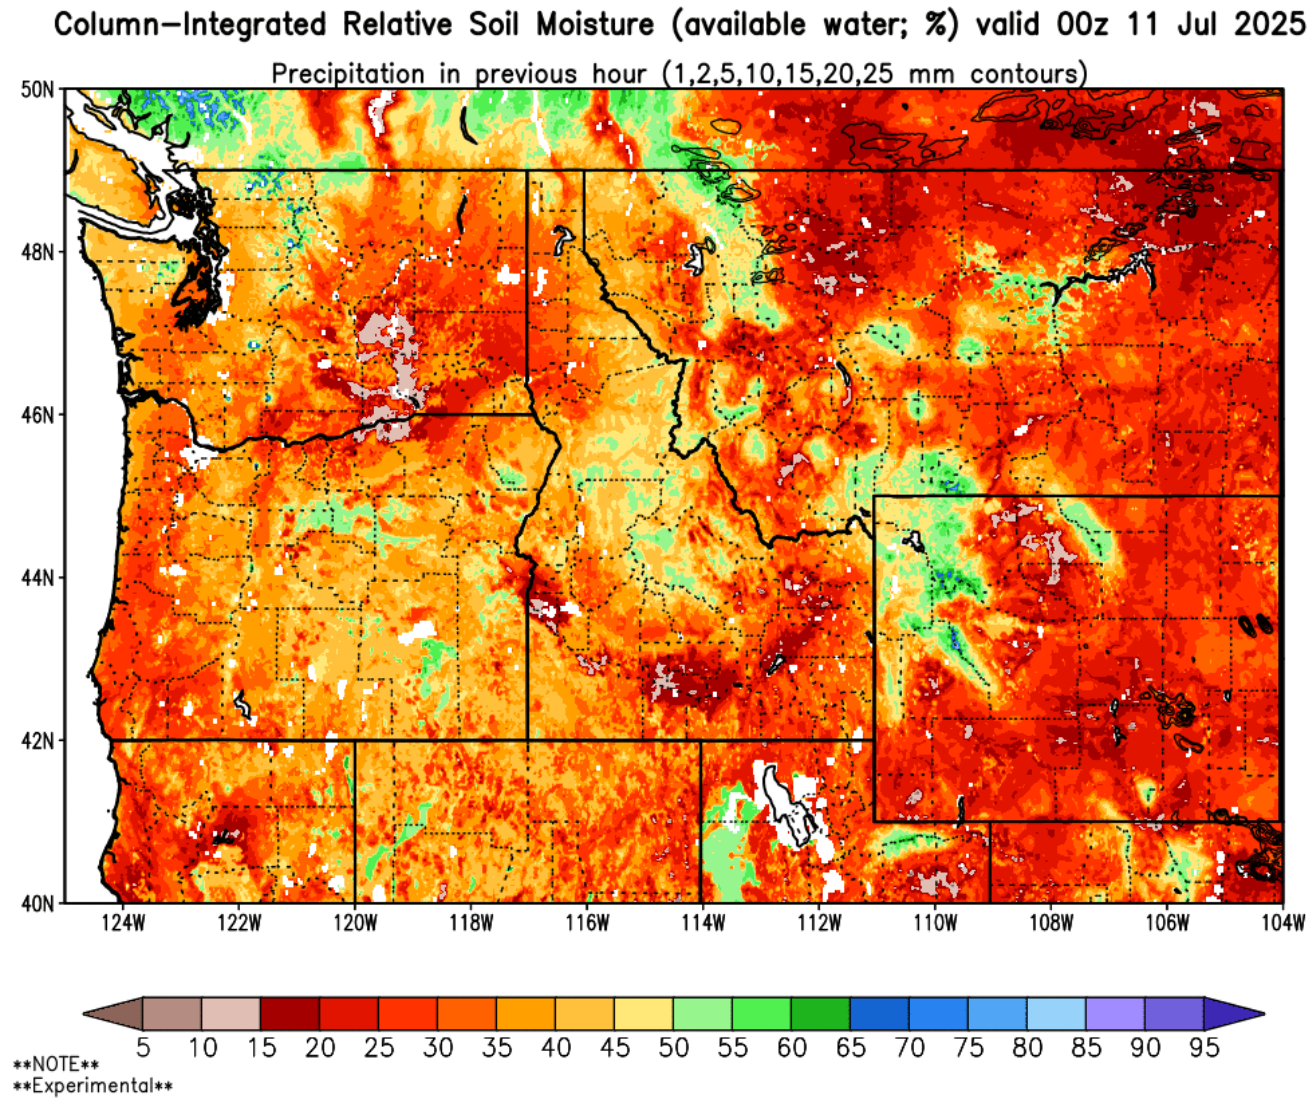 Column-Integrated Relative Soil Moisture (available water; %) valid 00z 11 Jul 2025
Precipitation in previous hour (1,2,5,10,15,20,25 mm contours)
50N
48N
46N
44N
42N
40N
124W 122W 120W 118W 116W 114W 112W 110W 108W 106W 104W
5 10 15 20 25 30 35 40 45 50 55 60 65 70 75 80 85 90 95
**NOTE**
**Experimental**